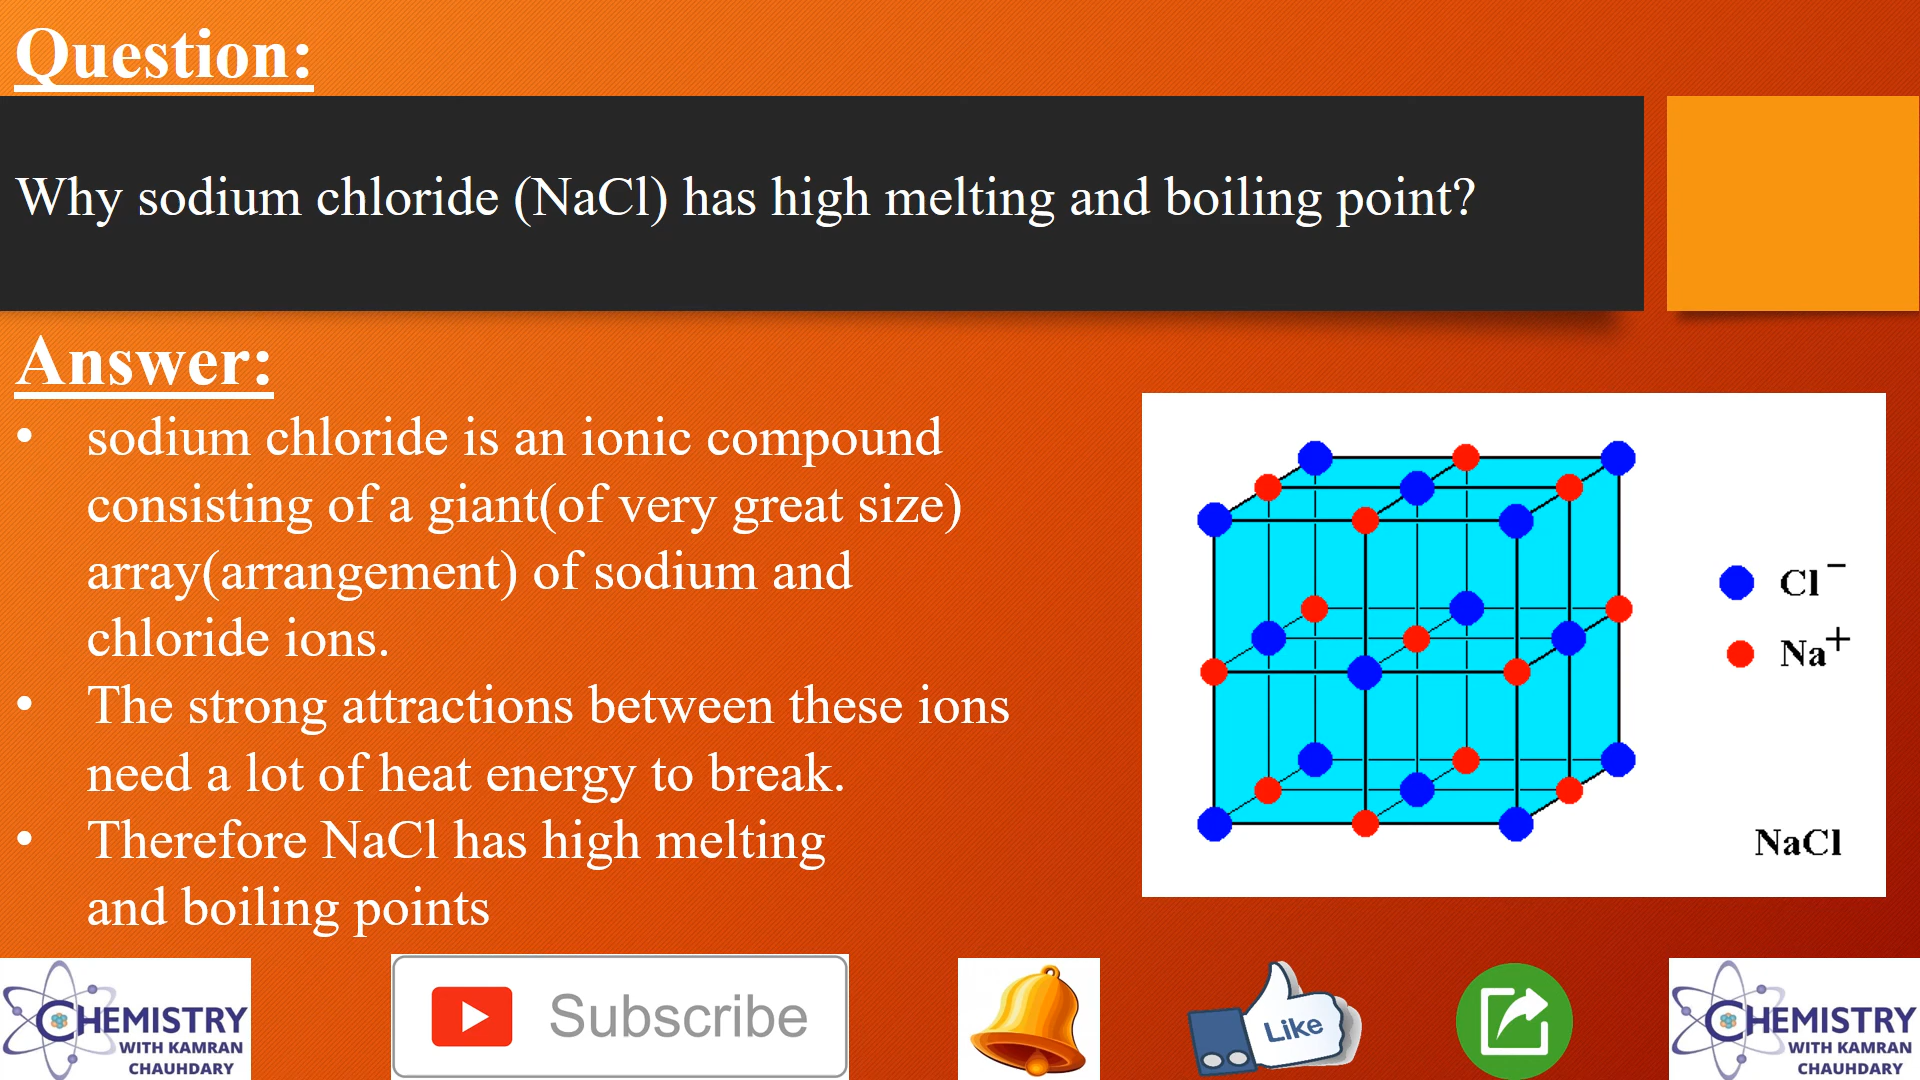 Question:
Why sodium chloride (NaCl) has high melting and boiling point?
Answer:
• sodium chloride is an ionic compound
consisting of a giant(of very great size)
array(arrangement) of sodium and
chloride ions.
• The strong attractions between these ions
need a lot of heat energy to break.
• Therefore NaCl has high melting
and boiling points
Cl⁻
Na⁺
NaCl
CHEMISTRY
WITH KAMRAN
CHAUHDARY
Subscribe
Like
CHEMISTRY
WITH KAMRAN
CHAUHDARY